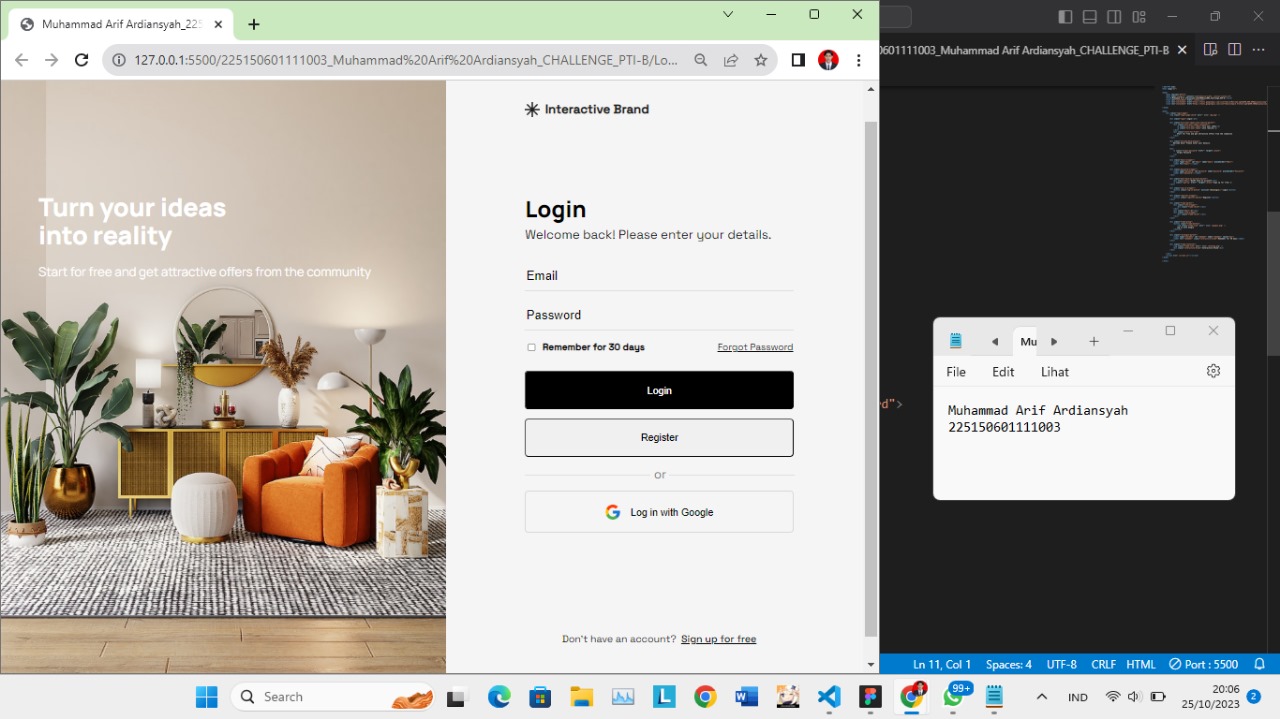 Muhammad Arif Ardiansyah_225
127.0.0.1:5500/225150601111003_Muhammad%20Arif%20Ardiansyah_CHALLENGE_PTI-B/Lo...
0601111003_Muhammad Arif Ardiansyah_CHALLENGE_PTI-B
Turn your ideas
into reality
Start for free and get attractive offers from the community
Interactive Brand
Login
Welcome back! Please enter your details.
Email
Password
Remember for 30 days
Forgot Password
Login
Register
or
Log in with Google
Don't have an account? Sign up for free
d">
Mu
File Edit Lihat
Muhammad Arif Ardiansyah
225150601111003
Ln 11, Col 1 Spaces: 4 UTF-8 CRLF HTML Port : 5500
Search
99+
IND
20:06
25/10/2023
2